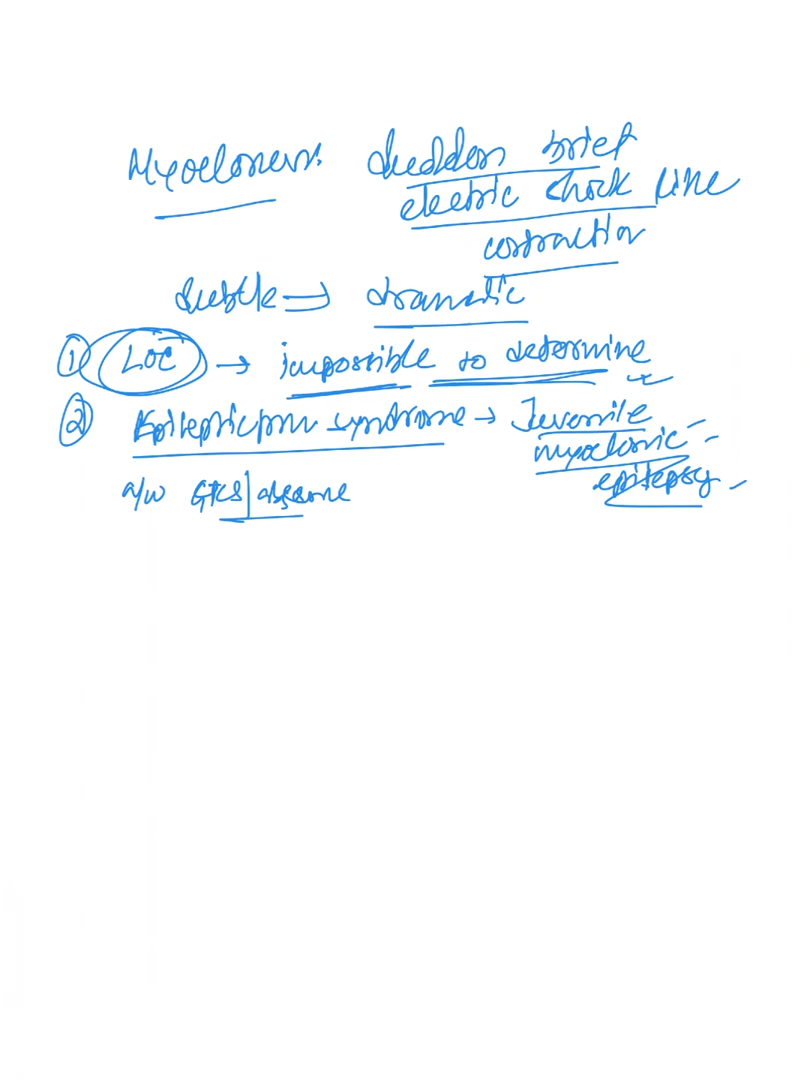 Myoclonus: Sudden brief
electric shock like
contraction
Subtle → dramatic
① LOC → impossible to determine
② syndrome → Juvenile
myoclonic
epilepsy
a/w GTCS | absence